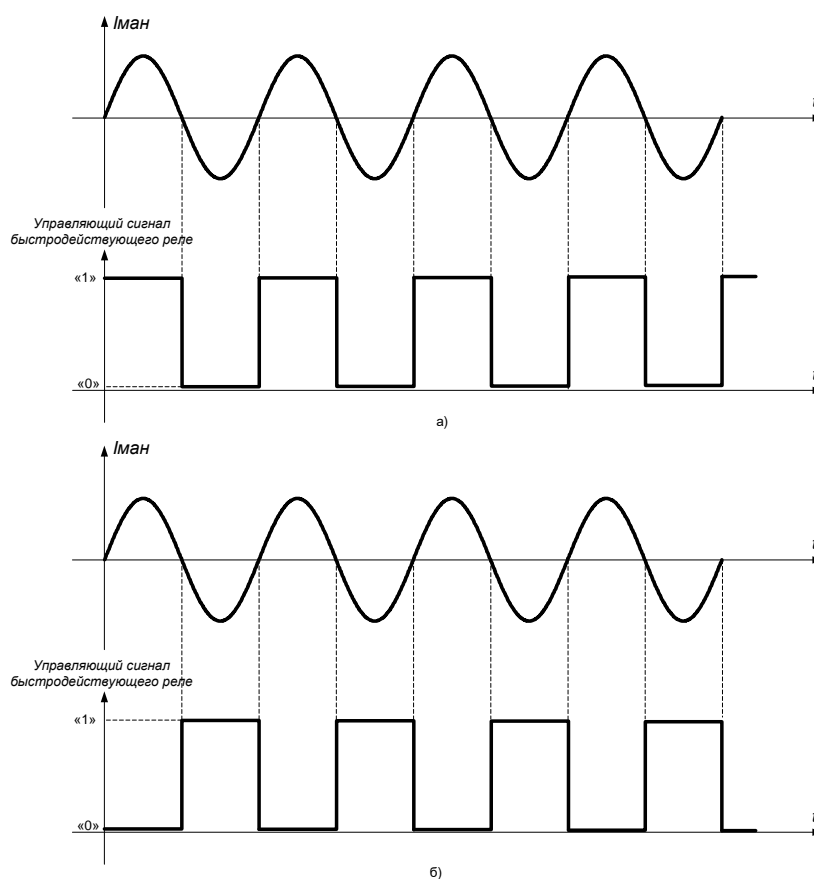 Iман
t
Управляющий сигнал
быстродействующего реле
«1»
«0»
t
а)
Iман
t
Управляющий сигнал
быстродействующего реле
«1»
«0»
t
б)